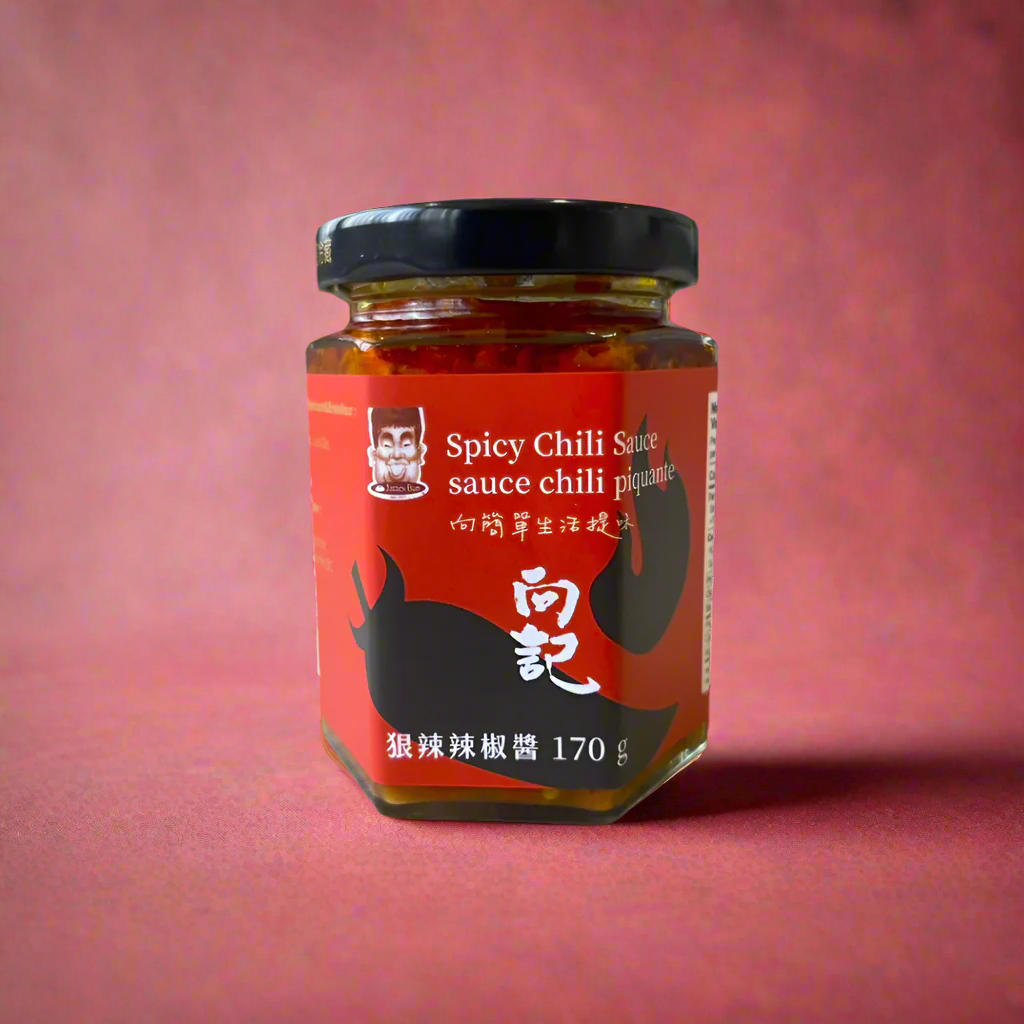 Spicy Chili Sauce
sauce chili piquante
向簡單生活提味
向記
狠辣辣椒醬 170 g